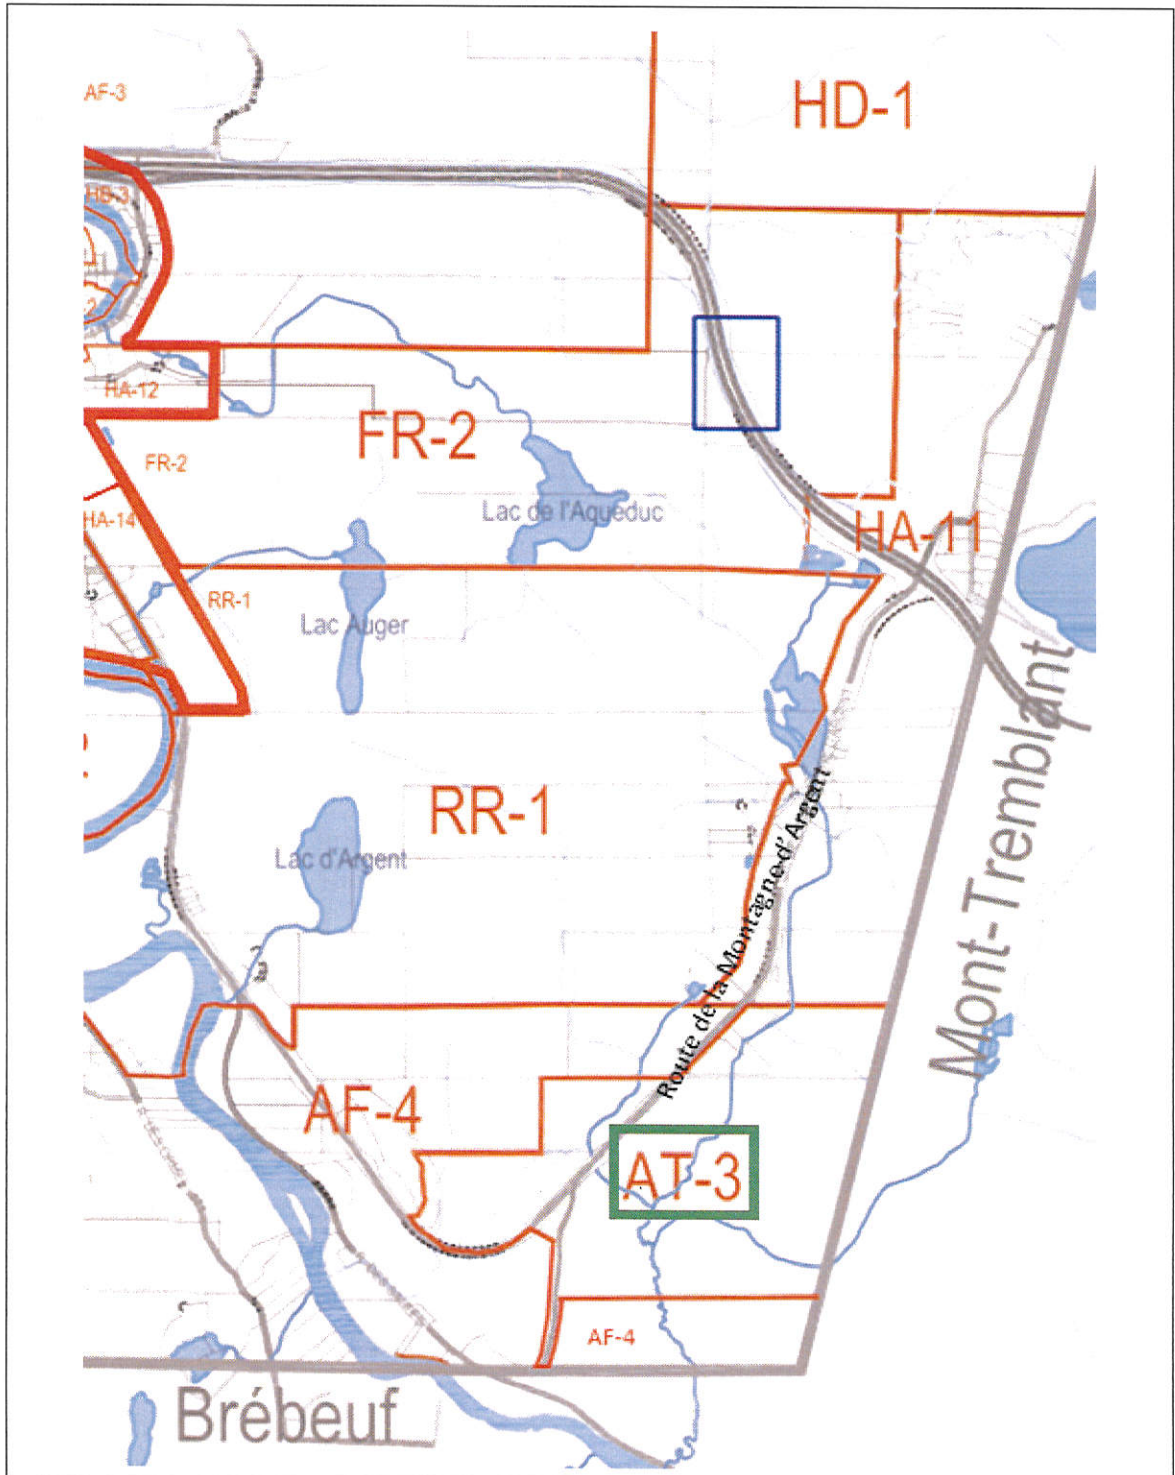 HD-1
AF-3
HB-3
HA-12
FR-2
FR-2
Lac de l'Aqueduc
HA-14
HA-11
RR-1
Lac Auger
RR-1
Lac d'Argent
Route de la Montagne d'Argent
Mont-Tremblant
AF-4
AT-3
AF-4
Brébeuf